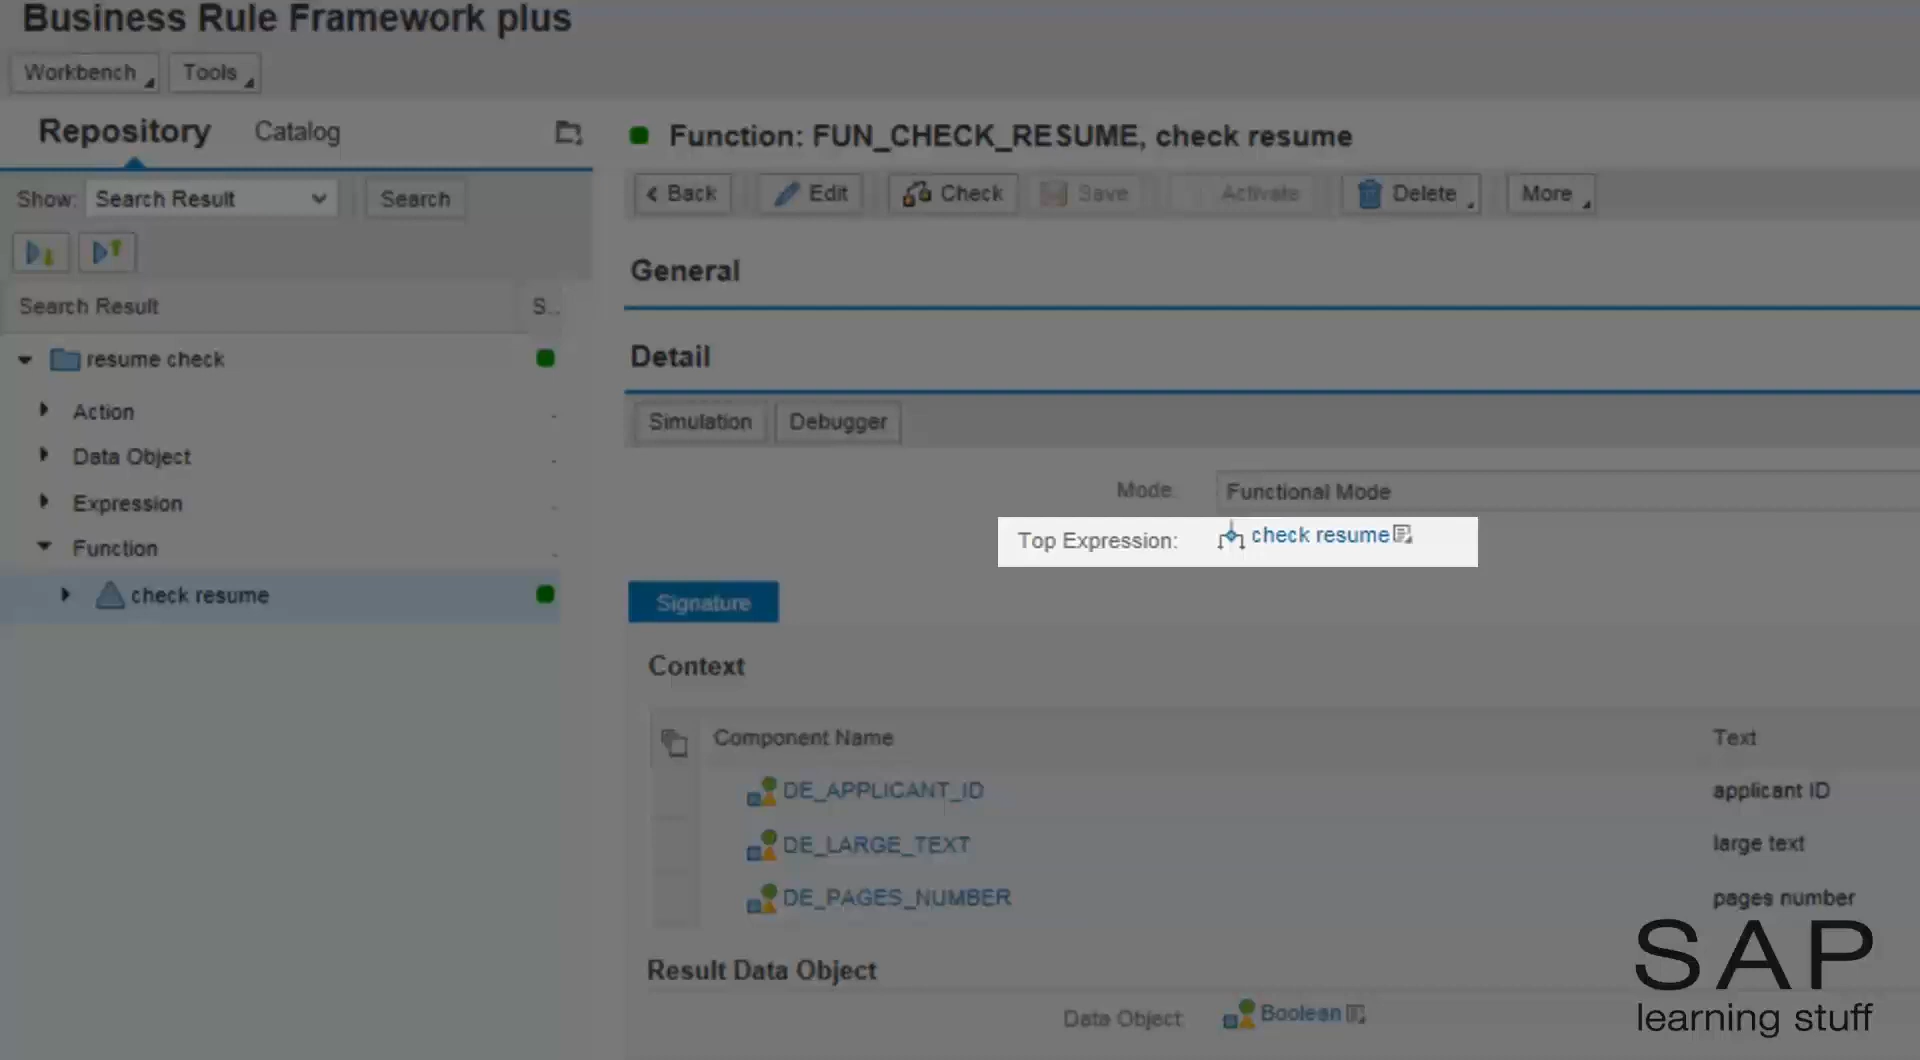 Business Rule Framework plus
Workbench Tools
Repository Catalog
Function: FUN_CHECK_RESUME, check resume
Show: Search Result Search
Back Edit Check Save Activate Delete More
General
Search Result S...
Detail
resume check
Action
Simulation Debugger
Data Object
Mode: Functional Mode
Expression
Top Expression: check resume
Function
check resume
Signature
Context
Component Name Text
DE_APPLICANT_ID applicant ID
DE_LARGE_TEXT large text
DE_PAGES_NUMBER pages number
Result Data Object
Data Object: Boolean
SAP
learning stuff